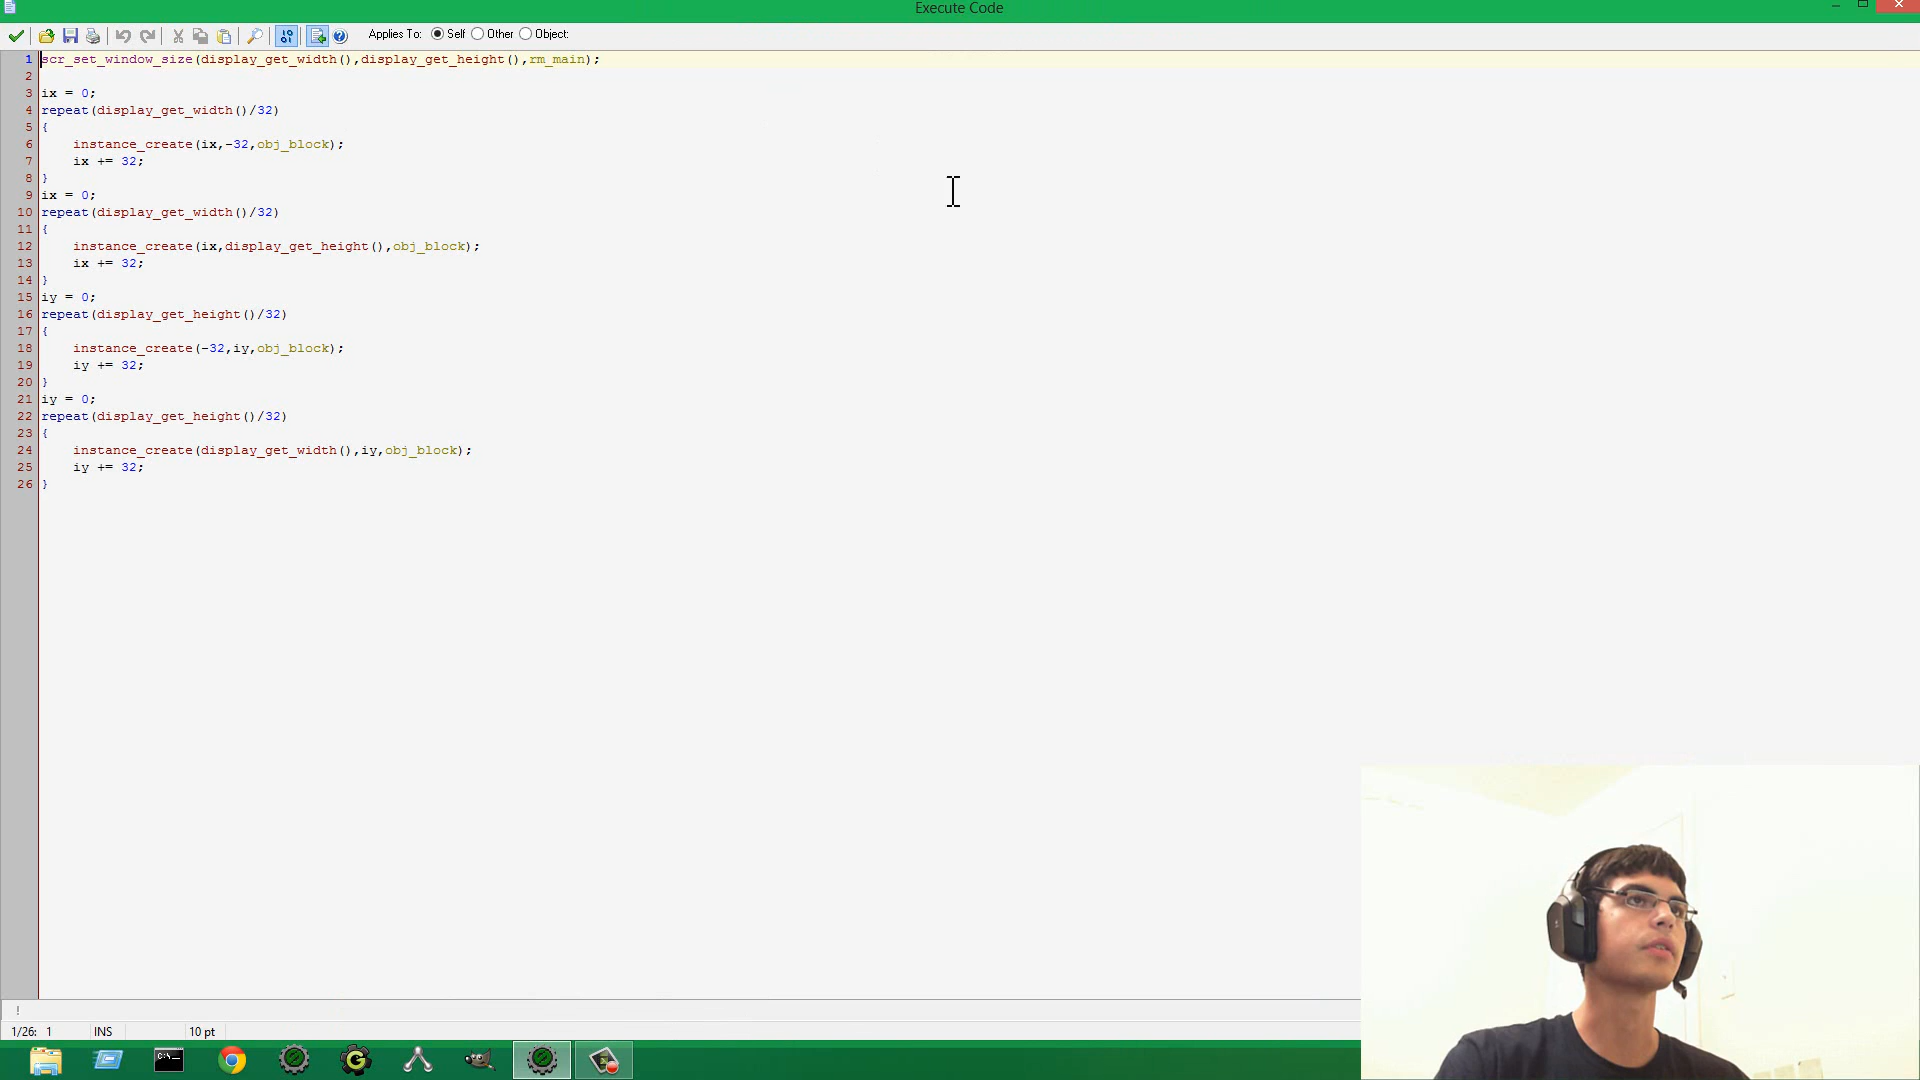 Execute Code
Applies To: Self Other Object:
1 scr_set_window_size(display_get_width(),display_get_height(),rm_main);
2
3 ix = 0;
4 repeat(display_get_width()/32)
5 {
6     instance_create(ix,-32,obj_block);
7     ix += 32;
8 }
9 ix = 0;
10 repeat(display_get_width()/32)
11 {
12     instance_create(ix,display_get_height(),obj_block);
13     ix += 32;
14 }
15 iy = 0;
16 repeat(display_get_height()/32)
17 {
18     instance_create(-32,iy,obj_block);
19     iy += 32;
20 }
21 iy = 0;
22 repeat(display_get_height()/32)
23 {
24     instance_create(display_get_width(),iy,obj_block);
25     iy += 32;
26 }
!
1/26: 1 INS 10 pt